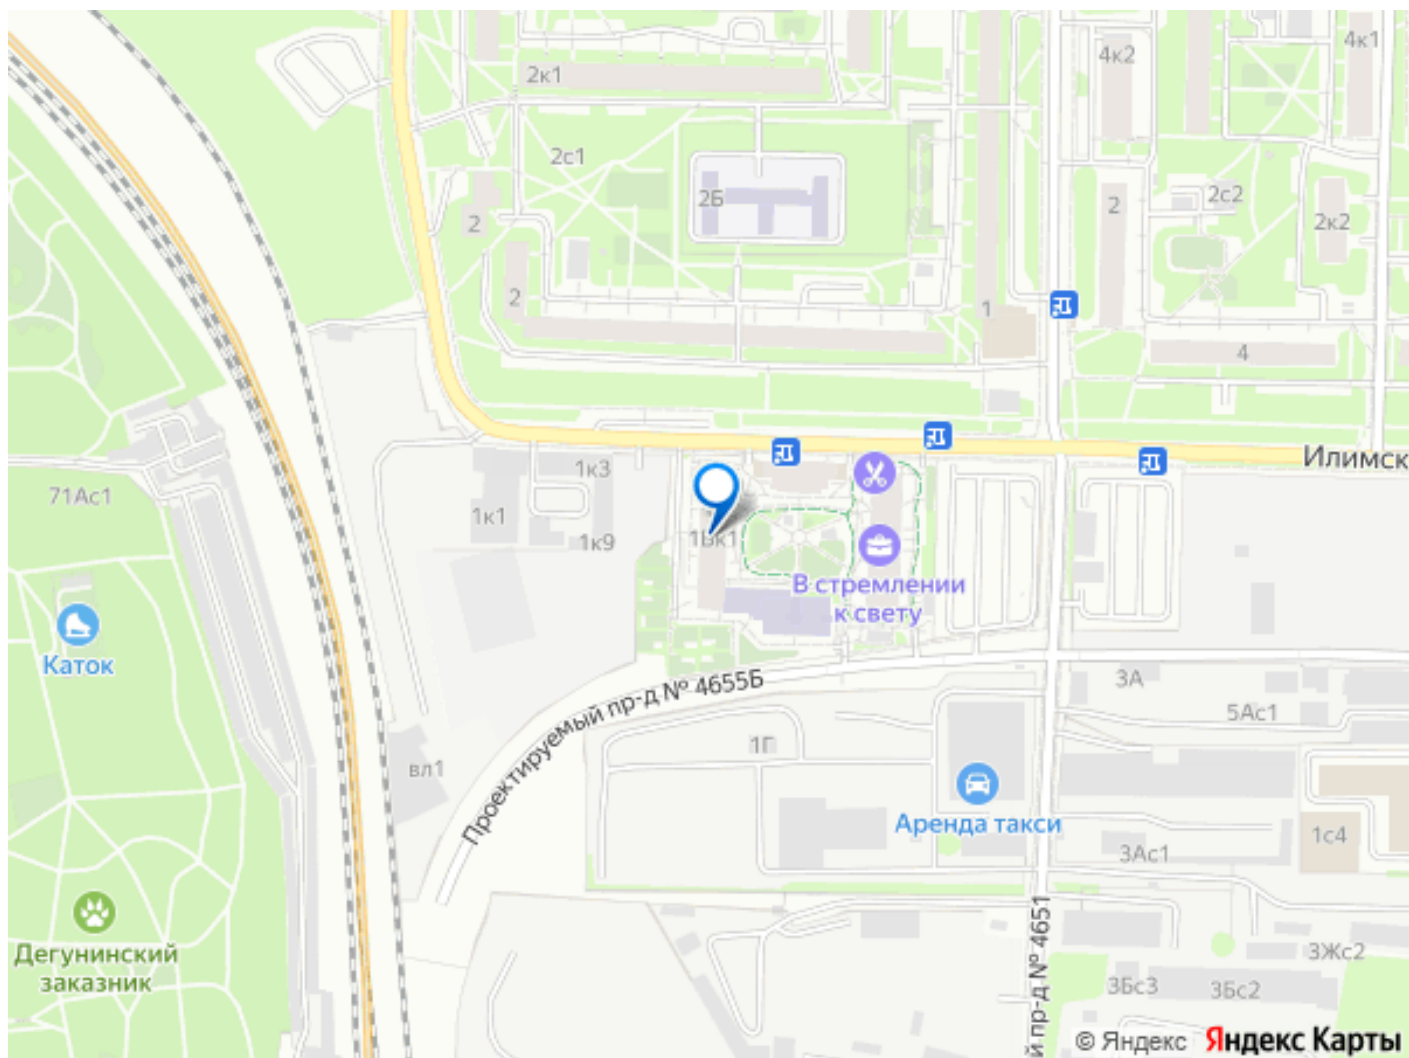 4к1
4к2
2к1
2с1
2Б
2с2
2
2к2
2
2
1
4
Илимск
1к3
71Ас1
1к1
1Вк1
1к9
В стремлении
к свету
Каток
Проектируемый пр-д № 4655Б
3А
5Ас1
1Г
вл1
Аренда такси
1с4
3Ас1
й пр-д № 4651
Дегунинский
заказник
3Жс2
3Бс3
3Бс2
© Яндекс Яндекс Карты